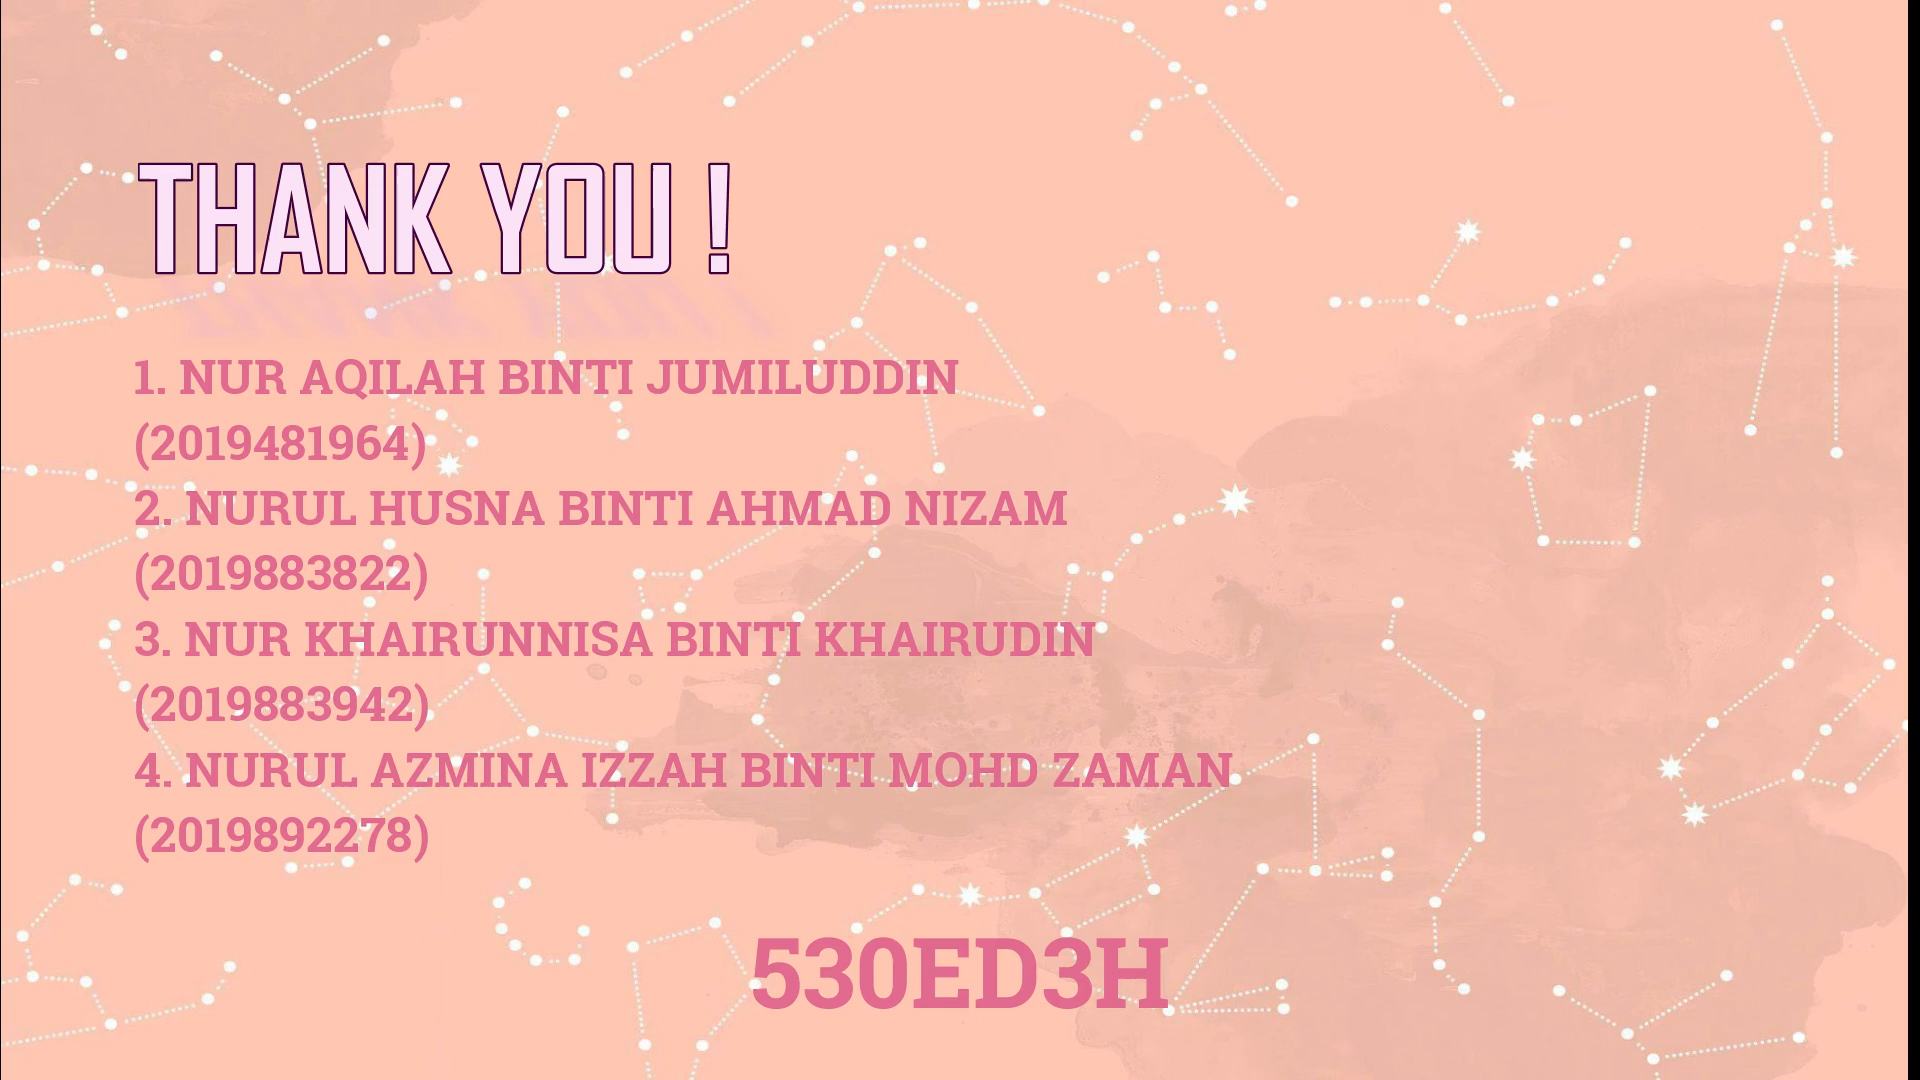 THANK YOU !
1. NUR AQILAH BINTI JUMILUDDIN
(2019481964)
2. NURUL HUSNA BINTI AHMAD NIZAM
(2019883822)
3. NUR KHAIRUNNISA BINTI KHAIRUDIN
(2019883942)
4. NURUL AZMINA IZZAH BINTI MOHD ZAMAN
(2019892278)
530ED3H